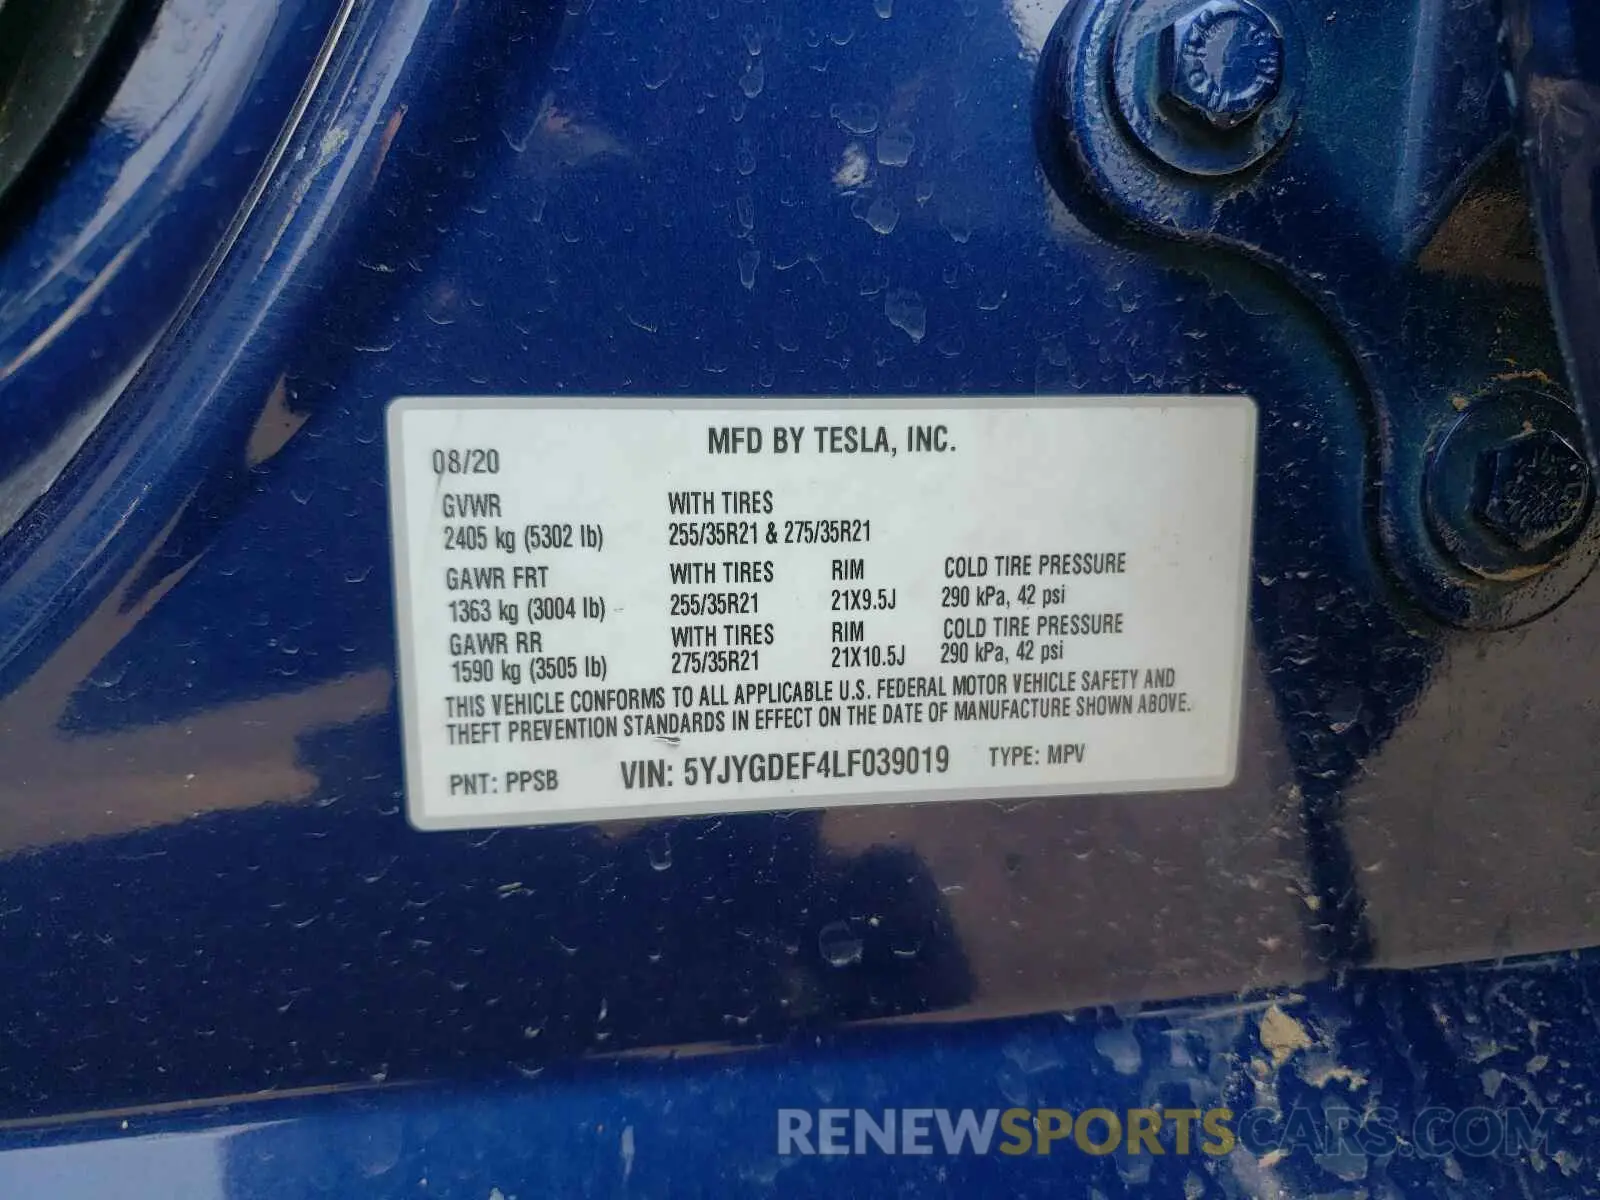 MFD BY TESLA, INC.
08/20
GVWR WITH TIRES
2405 kg (5302 lb) 255/35R21 & 275/35R21
GAWR FRT WITH TIRES RIM COLD TIRE PRESSURE
1363 kg (3004 lb) 255/35R21 21X9.5J 290 kPa, 42 psi
GAWR RR WITH TIRES RIM COLD TIRE PRESSURE
1590 kg (3505 lb) 275/35R21 21X10.5J 290 kPa, 42 psi
THIS VEHICLE CONFORMS TO ALL APPLICABLE U.S. FEDERAL MOTOR VEHICLE SAFETY AND
THEFT PREVENTION STANDARDS IN EFFECT ON THE DATE OF MANUFACTURE SHOWN ABOVE.
PNT: PPSB VIN: 5YJYGDEF4LF039019 TYPE: MPV
RENEWSPORTSCARS.COM